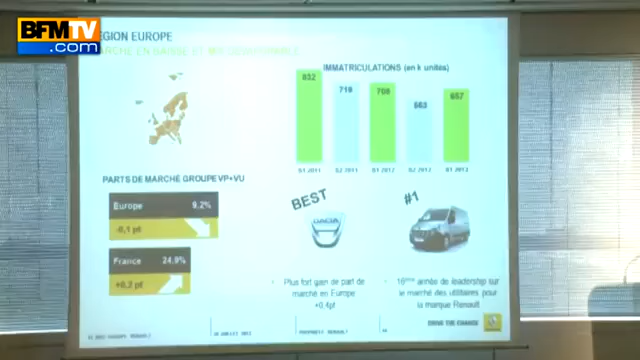 BFMTV
.com
REGION EUROPE
IMMATRICULATIONS (en k unités)
832
719
708
663
657
S1 2011
S2 2011
S1 2012
S2 2012
S1 2013
PARTS DE MARCHÉ GROUPE VP+VU
Europe 9.2%
-0,1 pt
France 24.9%
+0,2 pt
BEST
DACIA
#1
• Plus fort gain de part de
marché en Europe
+0,4pt
• 16ème année de leadership sur
le marché des utilitaires pour
la marque Renault
DRIVE THE CHANGE